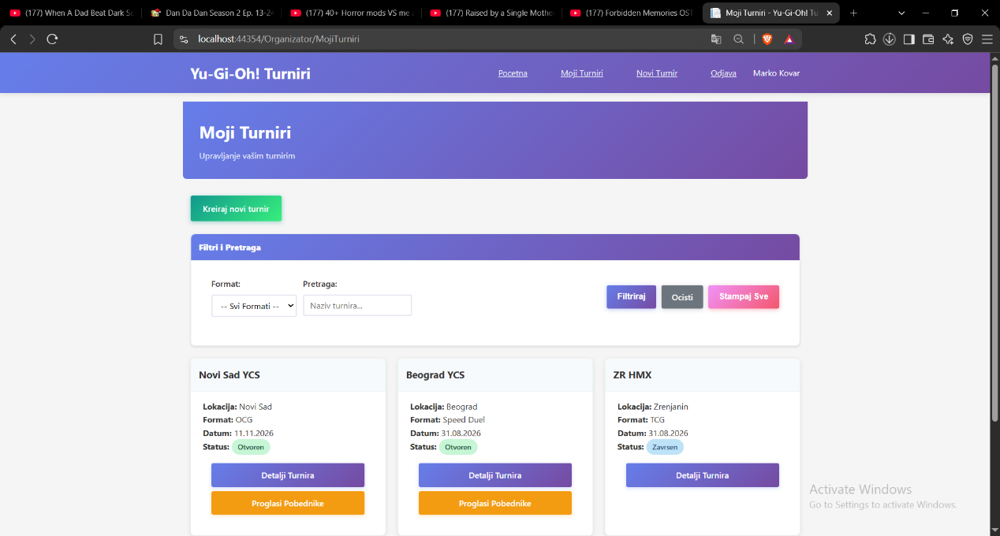 (177) When A Dad Beat Dark So
Dan Da Dan Season 2 Ep. 13-24
(177) 40+ Horror mods VS me a
(177) Raised by a Single Mothe
(177) Forbidden Memories OST
Moji Turniri - Yu-Gi-Oh! Tu
localhost:44354/Organizator/MojiTurniri
Yu-Gi-Oh! Turniri
Pocetna
Moji Turniri
Novi Turnir
Odjava
Marko Kovar
Moji Turniri
Upravljanje vašim turnirim
Kreiraj novi turnir
Filtri i Pretraga
Format:
Pretraga:
-- Svi Formati --
Naziv turnira...
Filtriraj
Ocisti
Stampaj Sve
Novi Sad YCS
Lokacija: Novi Sad
Format: OCG
Datum: 11.11.2026
Status: Otvoren
Detalji Turnira
Proglasi Pobednike
Beograd YCS
Lokacija: Beograd
Format: Speed Duel
Datum: 31.08.2026
Status: Otvoren
Detalji Turnira
Proglasi Pobednike
ZR HMX
Lokacija: Zrenjanin
Format: TCG
Datum: 31.08.2026
Status: Zavrsen
Detalji Turnira
Activate Windows
Go to Settings to activate Windows.